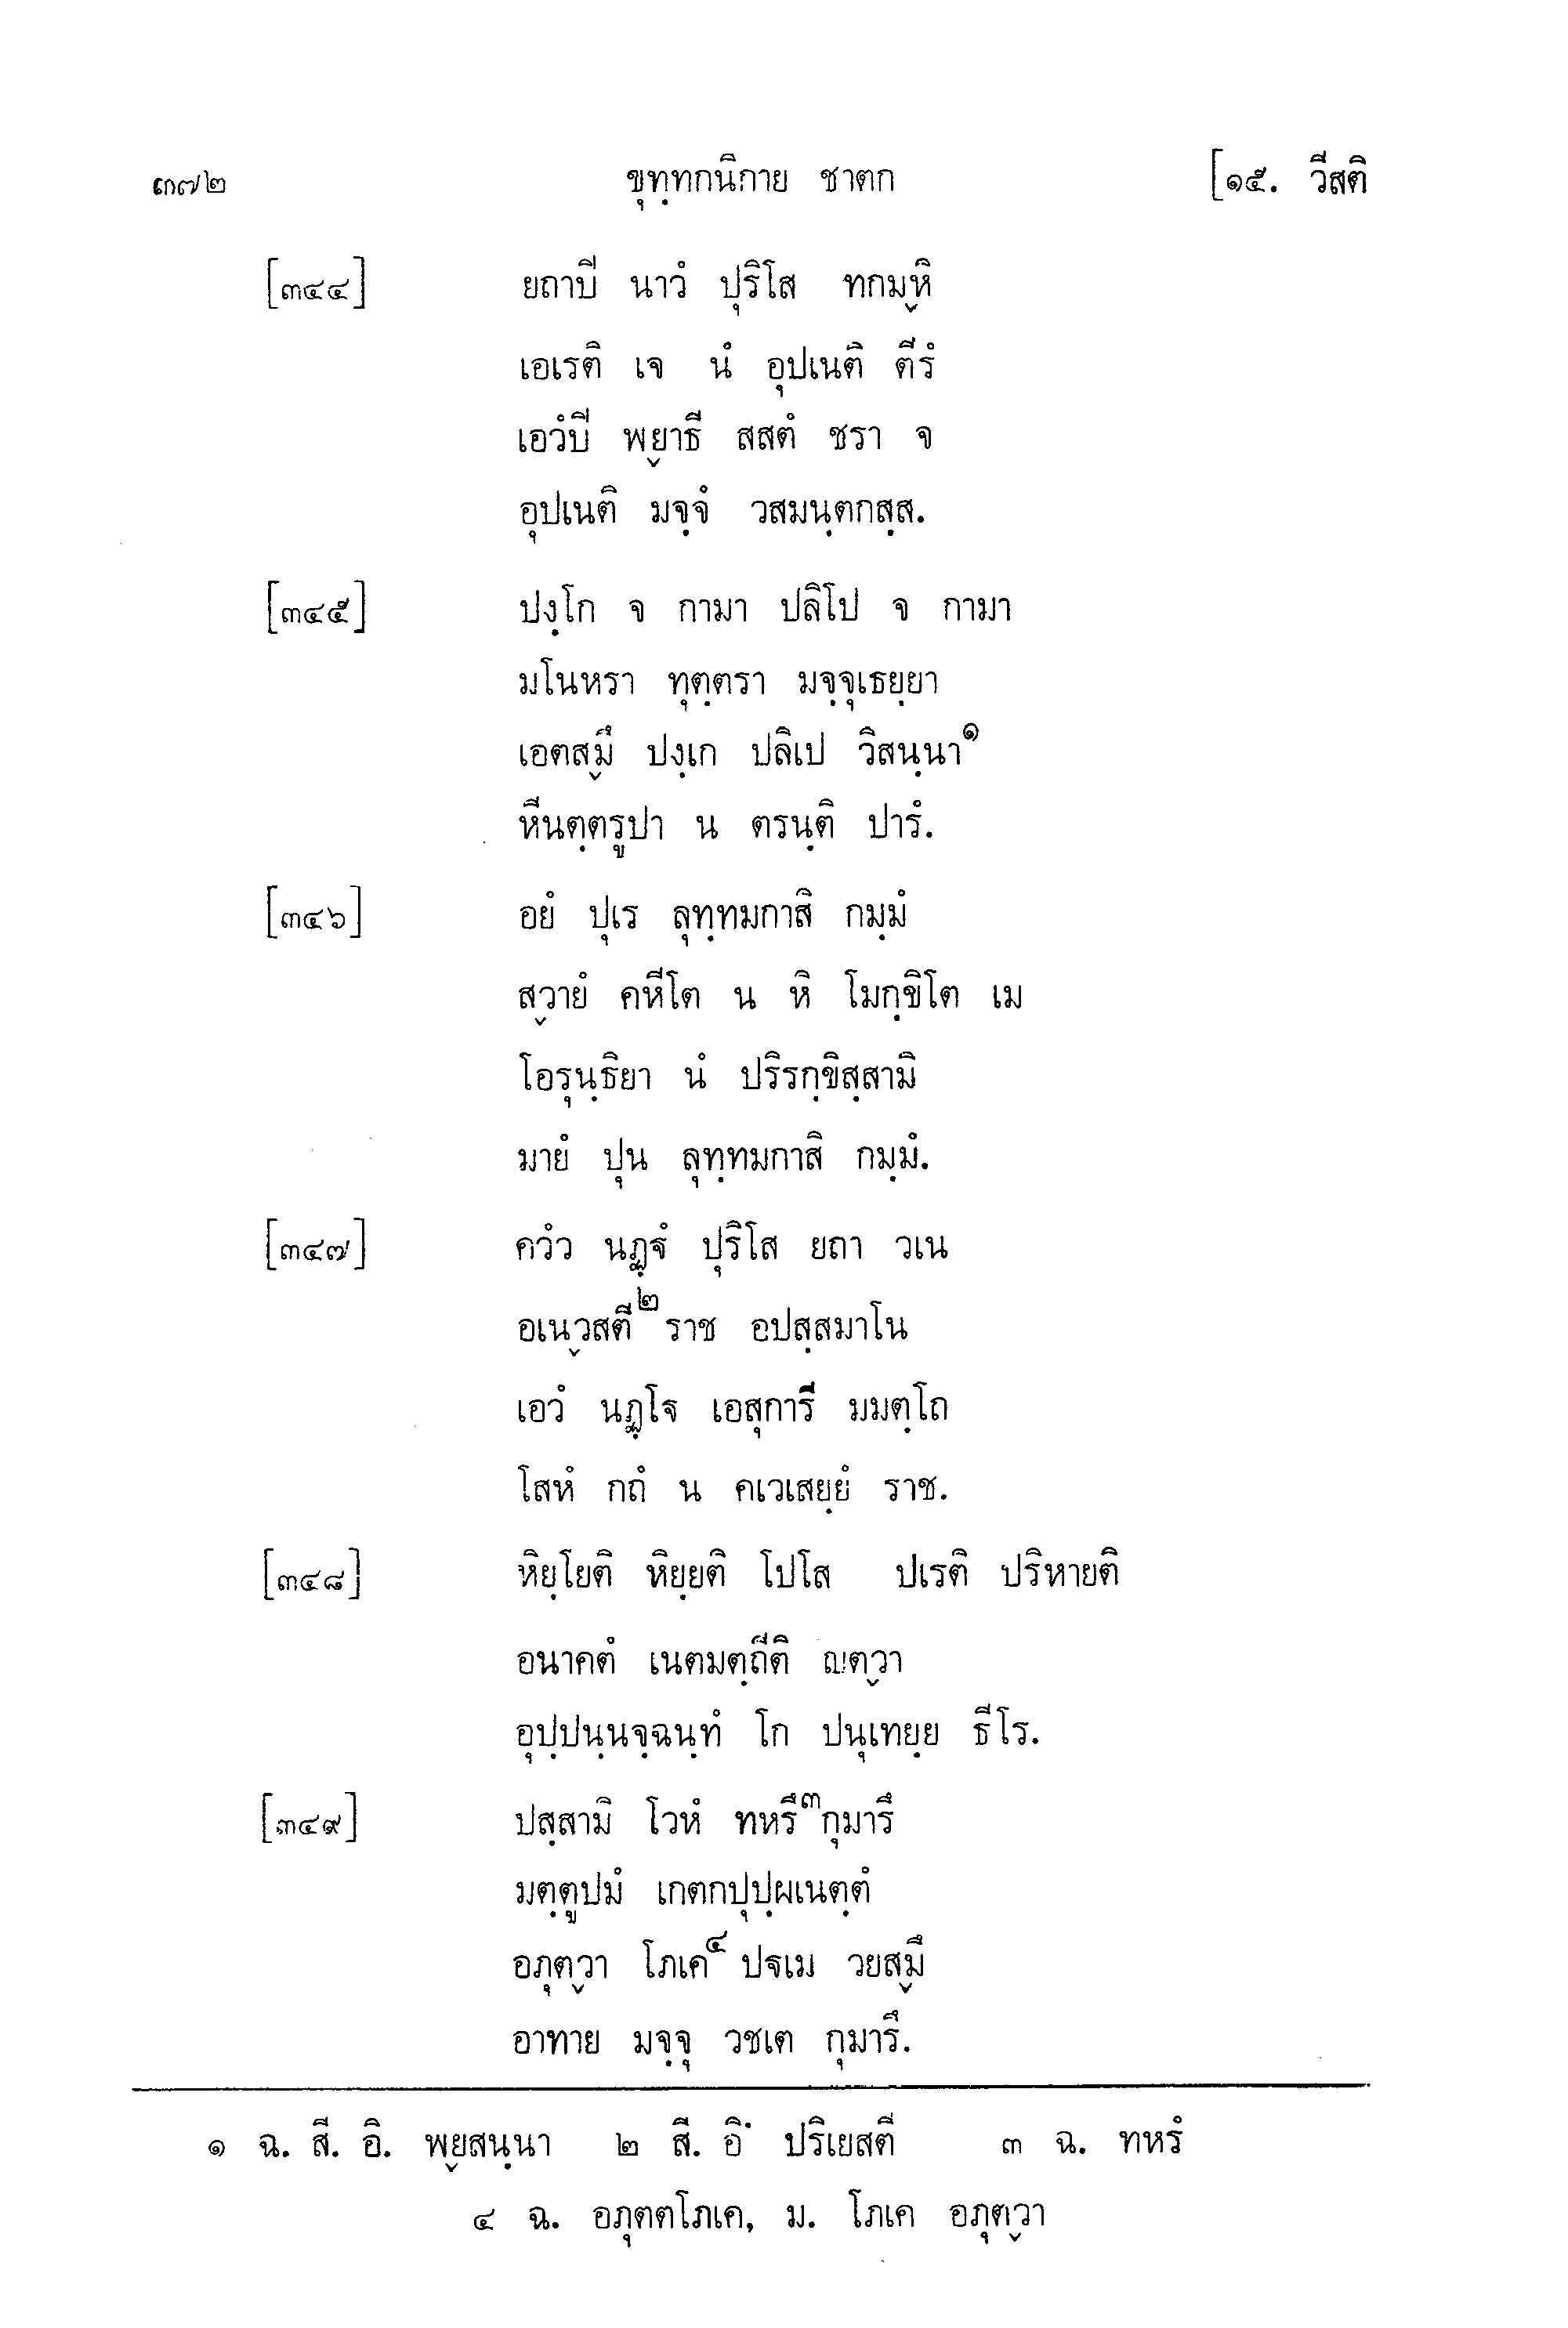 ๓๗๒ ขุทฺทกนิกาย ชาตก [๑๕. วีสติ
[๓๔๔] ยถาปิ นาวํ ปุริโส ทกมฺหิ
เอเรติ เจ นํ อุปเนติ ตีรํ
เอวํปิ พฺยาธี สสตํ ชรา จ
อุปเนติ มจฺจํ วสมนฺตกสฺส.
[๓๔๕] ปงฺโก จ กามา ปลิโป จ กามา
มโนหรา ทุตฺตรา มจฺจุเธยฺยา
เอตสฺมึ ปงฺเก ปลิเป วิสนฺนา๑
หีนตฺตรูปา น ตรนฺติ ปารํ.
[๓๔๖] อยํ ปุเร ลุทฺทมกาสิ กมฺมํ
สฺวายํ คหีโต น หิ โมกฺขิโต เม
โอรุนฺธิยา นํ ปริรกฺขิสฺสามิ
มายํ ปุน ลุทฺทมกาสิ กมฺมํ.
[๓๔๗] ควํว นฏฺฐํ ปุริโส ยถา วเน
อเนฺวสตี๒ ราช อปสฺสมาโน
เอวํ นฏฺโฐ เอสุการี มมตฺโถ
โสหํ กถํ น คเวเสยฺยํ ราช.
[๓๔๘] หิยฺโยติ หิยฺยติ โปโส ปเรติ ปริหายติ
อนาคตํ เนตมตฺถีติ ญตฺวา
อุปฺปนฺนจฺฉนฺทํ โก ปนุเทยฺย ธีโร.
[๓๔๙] ปสฺสามิ โวหํ ทหรึ๓ กุมารึ
มตฺตูปมํ เกตกปุปฺผเนตฺตํ
อภุตฺวา โภเค๔ ปฐเม วยสฺมึ
อาทาย มจฺจุ วชเต กุมารึ.
๑ ฉ. สี. อิ. พฺยสนฺนา ๒ สี. อิ. ปริเยสตี ๓ ฉ. ทหรํ
๔ ฉ. อภุตตโภเค, ม. โภเค อภุตฺวา